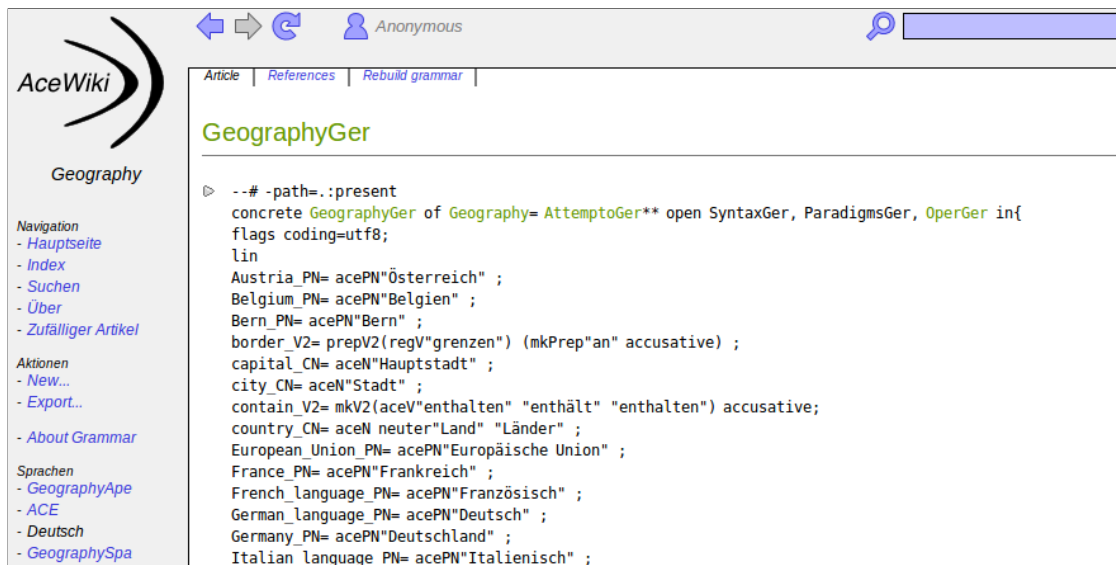 Anonymous
AceWiki
Geography
Navigation
- Hauptseite
- Index
- Suchen
- Über
- Zufälliger Artikel
Aktionen
- New...
- Export...
- About Grammar
Sprachen
- GeographyApe
- ACE
- Deutsch
- GeographySpa
Article | References | Rebuild grammar |
GeographyGer
--# -path=.:present
concrete GeographyGer of Geography= AttemptoGer** open SyntaxGer, ParadigmsGer, OperGer in{
flags coding=utf8;
lin
Austria_PN= acePN"Österreich" ;
Belgium_PN= acePN"Belgien" ;
Bern_PN= acePN"Bern" ;
border_V2= prepV2(regV"grenzen") (mkPrep"an" accusative) ;
capital_CN= aceN"Hauptstadt" ;
city_CN= aceN"Stadt" ;
contain_V2= mkV2(aceV"enthalten" "enthält" "enthalten") accusative;
country_CN= aceN neuter"Land" "Länder" ;
European_Union_PN= acePN"Europäische Union" ;
France_PN= acePN"Frankreich" ;
French_language_PN= acePN"Französisch" ;
German_language_PN= acePN"Deutsch" ;
Germany_PN= acePN"Deutschland" ;
Italian_language_PN= acePN"Italienisch" ;